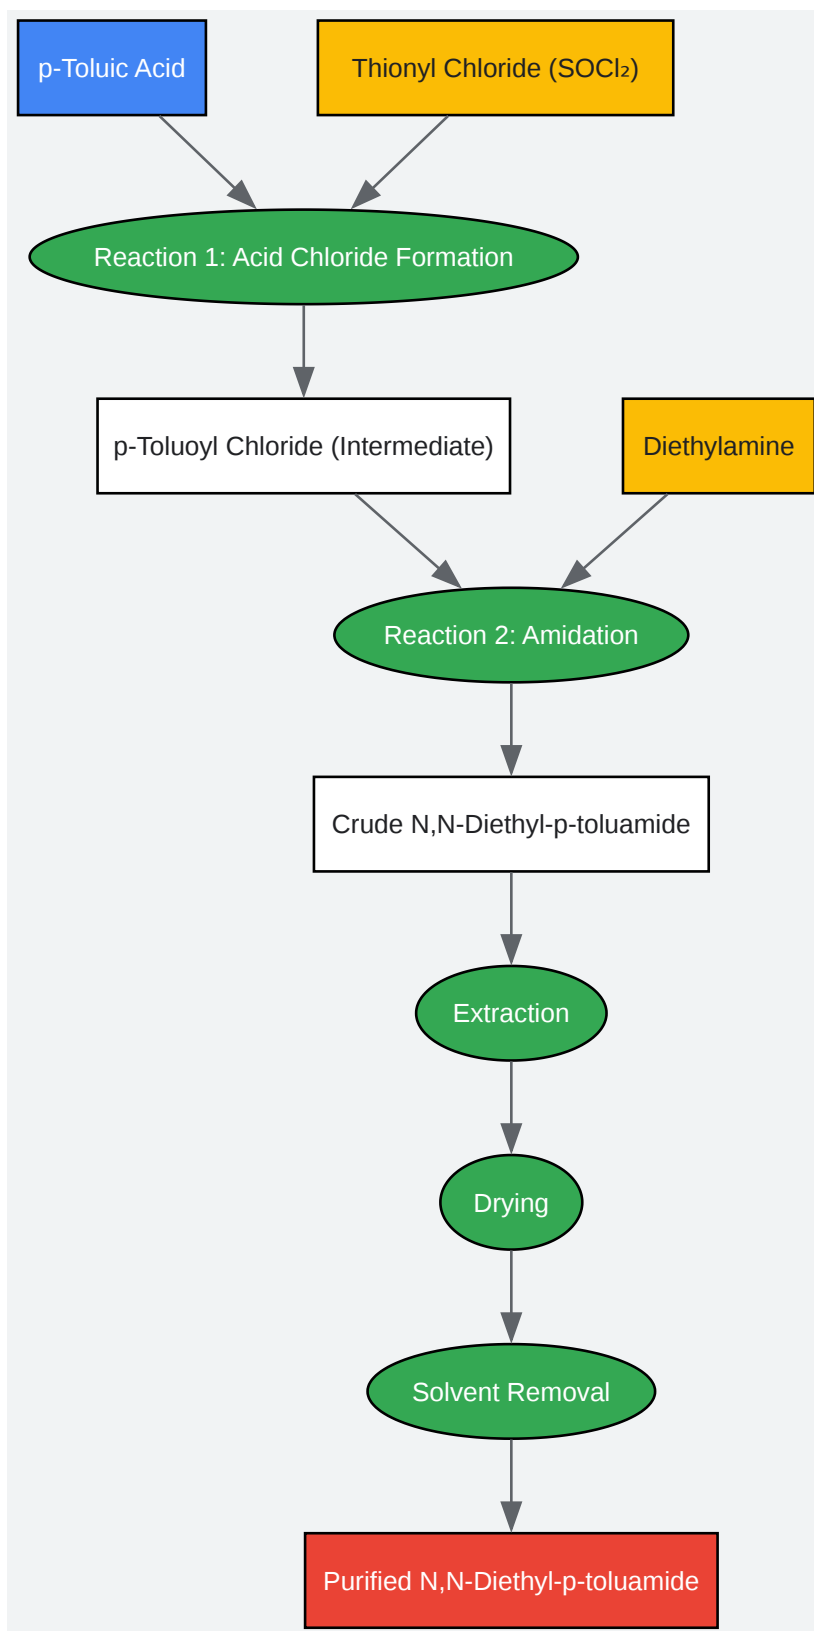 p-Toluic Acid
Thionyl Chloride (SOCl₂)
Reaction 1: Acid Chloride Formation
p-Toluoyl Chloride (Intermediate)
Diethylamine
Reaction 2: Amidation
Crude N,N-Diethyl-p-toluamide
Extraction
Drying
Solvent Removal
Purified N,N-Diethyl-p-toluamide